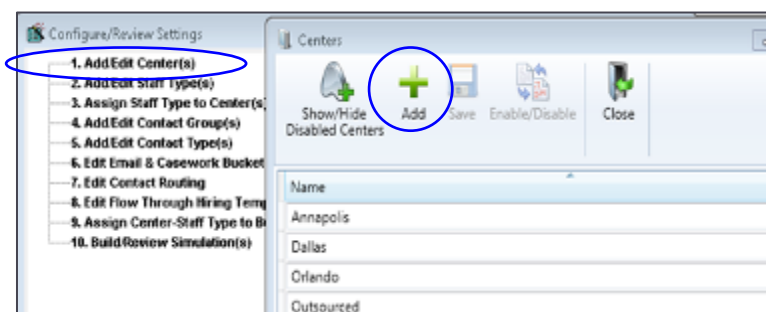 Configure/Review Settings
1. Add/Edit Center(s)
2. Add/Edit Staff Type(s)
3. Assign Staff Type to Center(s)
4. Add/Edit Contact Group(s)
5. Add/Edit Contact Type(s)
6. Edit Email & Casework Bucket
7. Edit Contact Routing
8. Edit Flow Through Hiring Temp
9. Assign Center-Staff Type to Bu
10. Build/Review Simulation(s)
Centers
Show/Hide
Disabled Centers
Add
Save
Enable/Disable
Close
Name
Annapolis
Dallas
Orlando
Outsourced